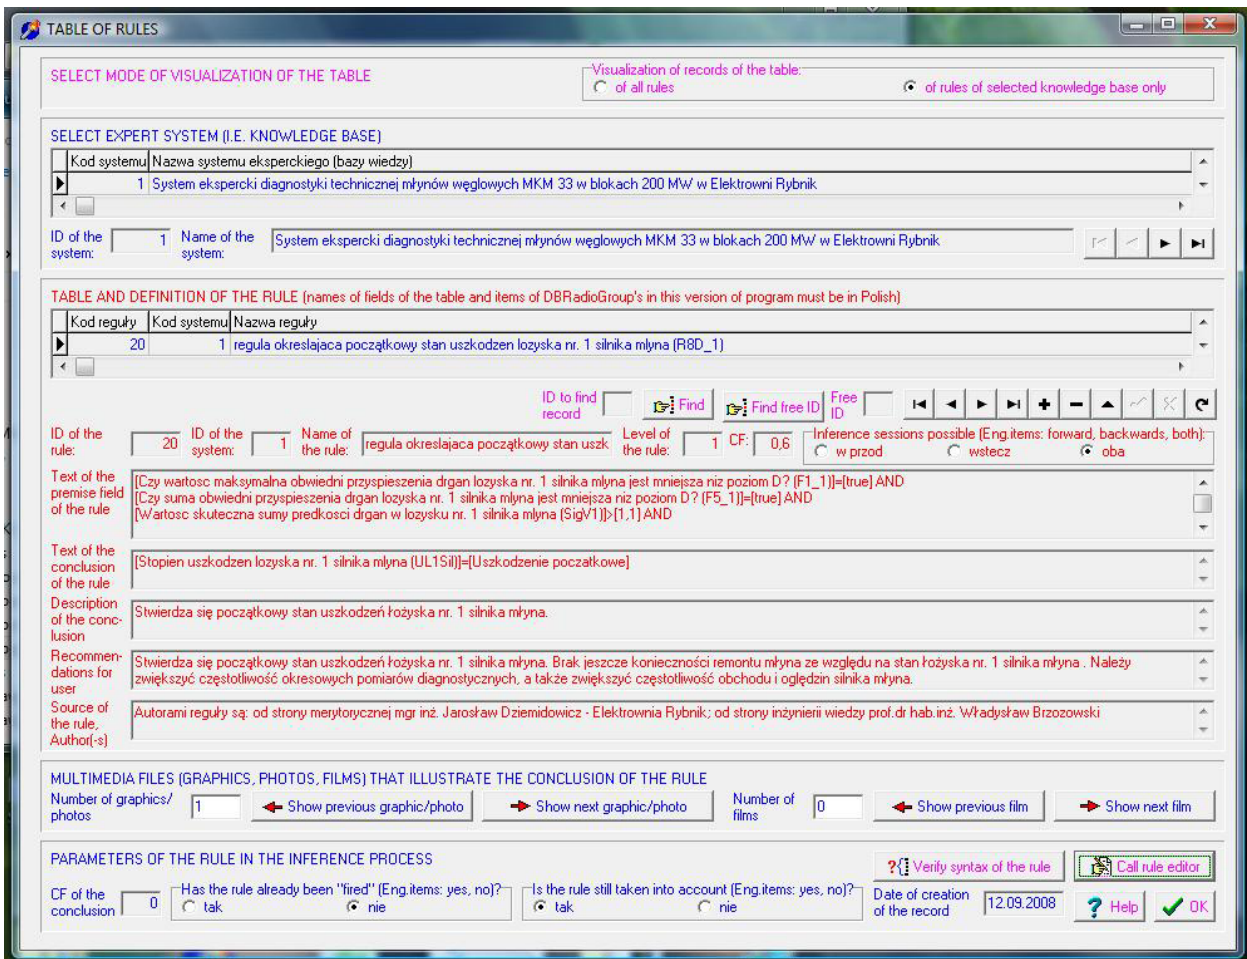 TABLE OF RULES
SELECT MODE OF VISUALIZATION OF THE TABLE
Visualization of records of the table:
of all rules
of rules of selected knowledge base only
SELECT EXPERT SYSTEM (I.E. KNOWLEDGE BASE)
Kod systemu Nazwa systemu eksperckiego (bazy wiedzy)
1 System ekspercki diagnostyki technicznej młynów węglowych MKM 33 w blokach 200 MW w Elektrowni Rybnik
ID of the system: 1 Name of the system: System ekspercki diagnostyki technicznej młynów węglowych MKM 33 w blokach 200 MW w Elektrowni Rybnik
TABLE AND DEFINITION OF THE RULE (names of fields of the table and items of DBRadioGroup's in this version of program must be in Polish)
Kod reguły Kod systemu Nazwa reguły
20 1 regula okreslajaca początkowy stan uszkodzen lozyska nr. 1 silnika mlyna (R8D_1)
ID to find record Find Find free ID Free ID
ID of the rule: 20 ID of the system: 1 Name of the rule: regula okreslajaca początkowy stan uszk Level of the rule: 1 CF: 0,6 Inference sessions possible (Eng.items: forward, backwards, both):
w przod wstecz oba
Text of the premise field of the rule
[Czy wartosc maksymalna obwiedni przyspieszenia drgan lozyska nr. 1 silnika mlyna jest mniejsza niz poziom D? (F1_1)]=[true] AND
[Czy suma obwiedni przyspieszenia drgan lozyska nr. 1 silnika mlyna jest mniejsza niz poziom D? (F5_1)]=[true] AND
[Wartosc skuteczna sumy predkosci drgan w lozysku nr. 1 silnika mlyna (SigV1)]>[1,1] AND
Text of the conclusion of the rule
[Stopien uszkodzen lozyska nr. 1 silnika mlyna (UL1Sil)]=[Uszkodzenie poczatkowe]
Description of the conc-lusion
Stwierdza się początkowy stan uszkodzeń łożyska nr. 1 silnika młyna.
Recommen-dations for user
Stwierdza się początkowy stan uszkodzeń łożyska nr. 1 silnika młyna. Brak jeszcze konieczności remontu młyna ze względu na stan łożyska nr. 1 silnika młyna . Należy
zwiększyć częstotliwość okresowych pomiarów diagnostycznych, a także zwiększyć częstotliwość obchodu i oględzin silnika młyna.
Source of the rule, Author(-s)
Autorami reguły są: od strony merytorycznej mgr inż. Jarosław Dziemidowicz - Elektrownia Rybnik; od strony inżynierii wiedzy prof.dr hab.inż. Władysław Brzozowski
MULTIMEDIA FILES (GRAPHICS, PHOTOS, FILMS) THAT ILLUSTRATE THE CONCLUSION OF THE RULE
Number of graphics/ photos 1 Show previous graphic/photo Show next graphic/photo Number of films 0 Show previous film Show next film
PARAMETERS OF THE RULE IN THE INFERENCE PROCESS
?{ Verify syntax of the rule Call rule editor
CF of the conclusion 0 Has the rule already been "fired" (Eng.items: yes, no)? tak nie
Is the rule still taken into account (Eng.items: yes, no)? tak nie
Date of creation of the record 12.09.2008 ? Help OK